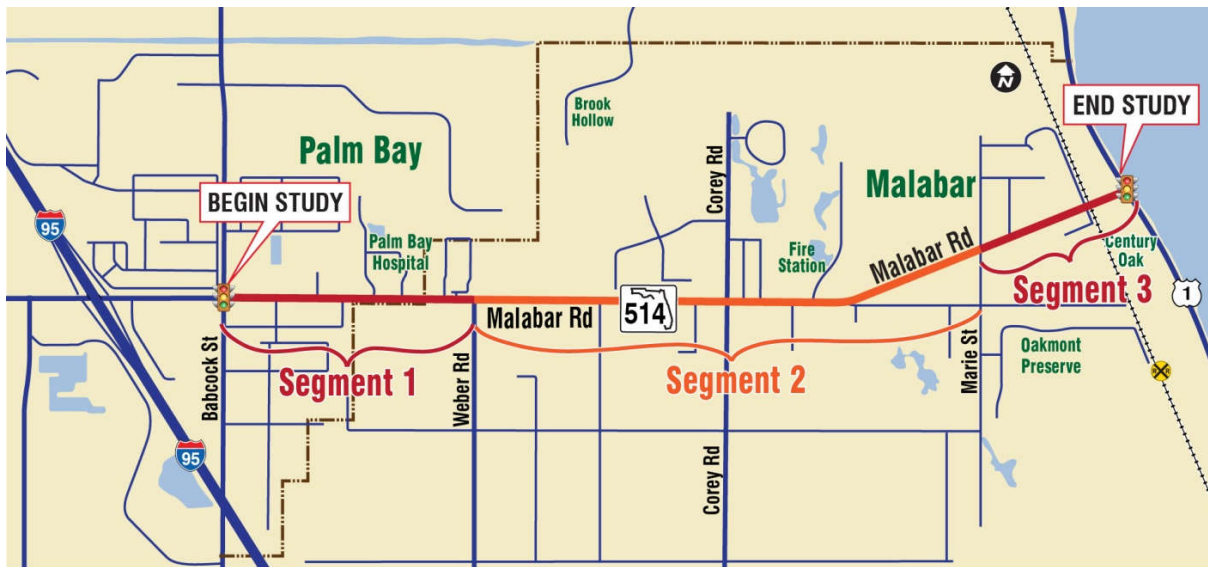 Brook
Hollow
N
END STUDY
Palm Bay
Corey Rd
Malabar
BEGIN STUDY
95
Palm Bay
Hospital
Fire
Station
Malabar Rd
Century
Oak
Segment 3
1
514
Malabar Rd
Segment 1
Segment 2
Babcock St
Weber Rd
Corey Rd
Marie St
Oakmont
Preserve
R R
95